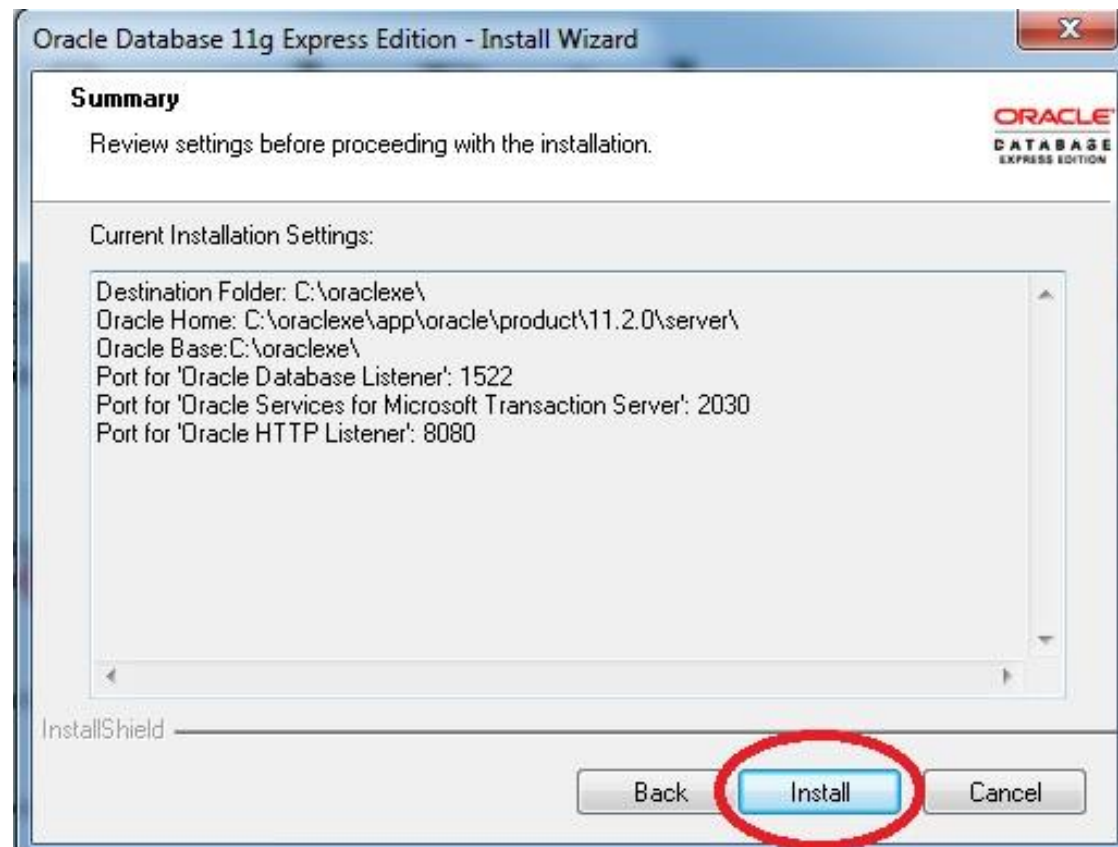 Oracle Database 11g Express Edition - Install Wizard
X
Summary
Review settings before proceeding with the installation.
ORACLE
DATABASE
EXPRESS EDITION
Current Installation Settings:
Destination Folder: C:\oraclexe\
Oracle Home: C:\oraclexe\app\oracle\product\11.2.0\server\
Oracle Base:C:\oraclexe\
Port for 'Oracle Database Listener': 1522
Port for 'Oracle Services for Microsoft Transaction Server': 2030
Port for 'Oracle HTTP Listener': 8080
InstallShield
Back
Install
Cancel